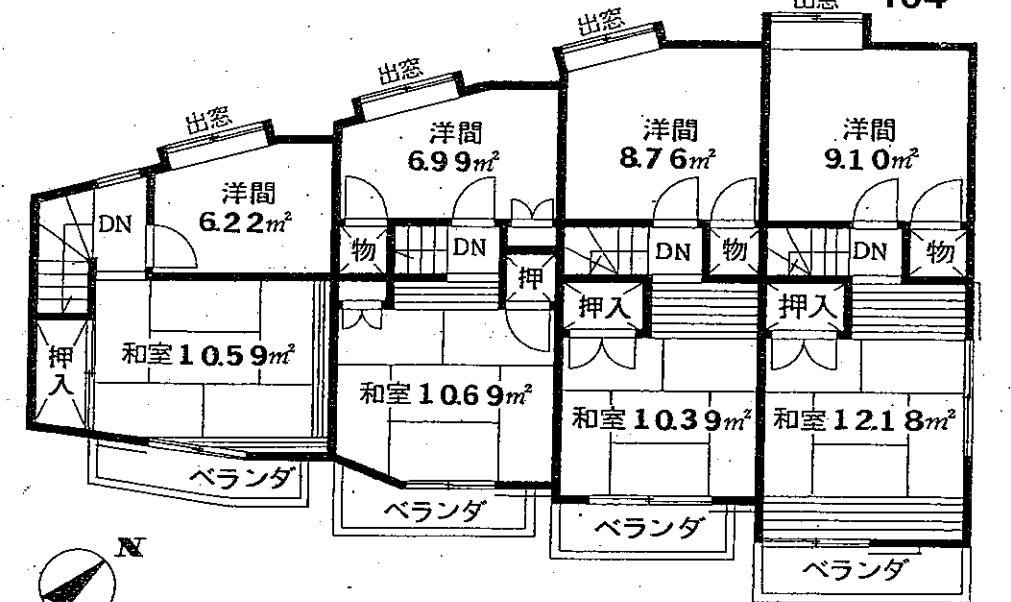 出窓
出窓
出窓
出窓
洋間
6.22m²
洋間
6.99m²
洋間
8.76m²
洋間
9.10m²
DN
物
DN
押
DN
物
DN
物
押入
押入
押入
和室10.59m²
和室10.69m²
和室10.39m²
和室12.18m²
ベランダ
ベランダ
ベランダ
ベランダ
N